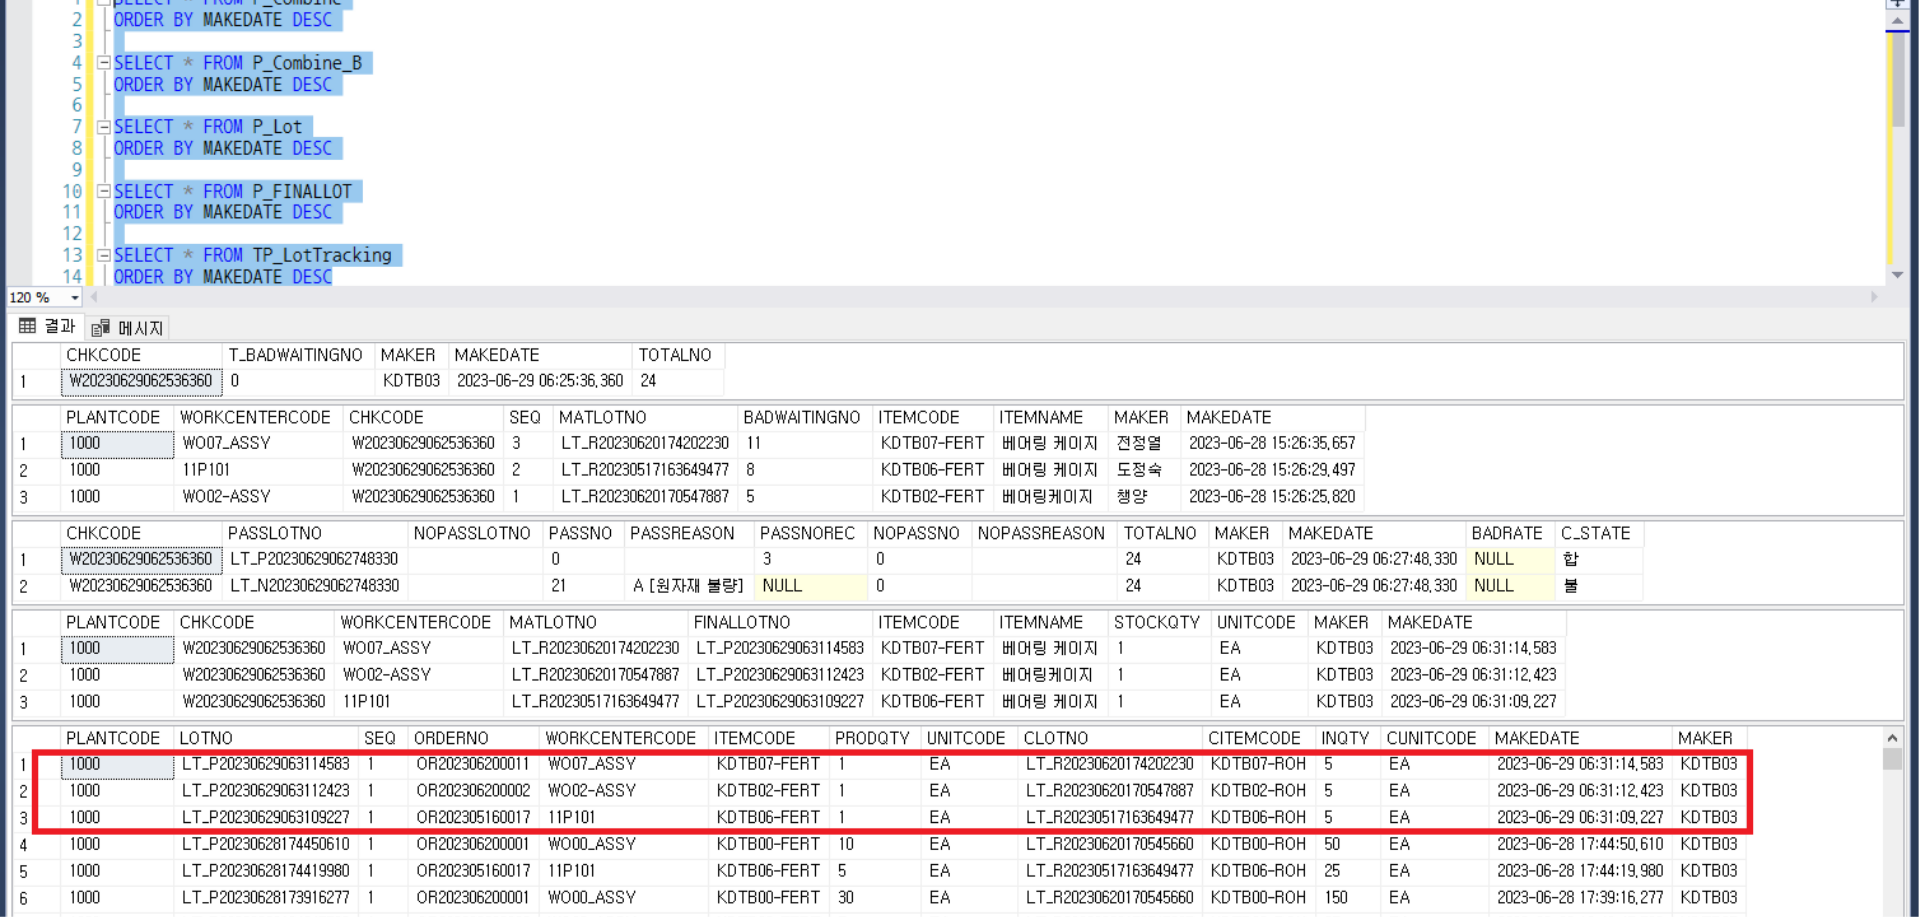 1 SELECT * FROM P_Combine
2 ORDER BY MAKEDATE DESC
3
4 SELECT * FROM P_Combine_B
5 ORDER BY MAKEDATE DESC
6
7 SELECT * FROM P_Lot
8 ORDER BY MAKEDATE DESC
9
10 SELECT * FROM P_FINALLOT
11 ORDER BY MAKEDATE DESC
12
13 SELECT * FROM TP_LotTracking
14 ORDER BY MAKEDATE DESC
120 %
결과 메시지
CHKCODE T_BADWAITINGNO MAKER MAKEDATE TOTALNO
1 W20230629062536360 0 KDTB03 2023-06-29 06:25:36,360 24
PLANTCODE WORKCENTERCODE CHKCODE SEQ MATLOTNO BADWAITINGNO ITEMCODE ITEMNAME MAKER MAKEDATE
1 1000 WO07_ASSY W20230629062536360 3 LT_R20230620174202230 11 KDTB07-FERT 베어링 케이지 전정열 2023-06-28 15:26:35,657
2 1000 11P101 W20230629062536360 2 LT_R20230517163649477 8 KDTB06-FERT 베어링 케이지 도정숙 2023-06-28 15:26:29,497
3 1000 WO02-ASSY W20230629062536360 1 LT_R20230620170547887 5 KDTB02-FERT 베어링케이지 챙양 2023-06-28 15:26:25,820
CHKCODE PASSLOTNO NOPASSLOTNO PASSNO PASSREASON PASSNOREC NOPASSNO NOPASSREASON TOTALNO MAKER MAKEDATE BADRATE C_STATE
1 W20230629062536360 LT_P20230629062748330 0 3 0 24 KDTB03 2023-06-29 06:27:48,330 NULL 합
2 W20230629062536360 LT_N20230629062748330 21 A [원자재 불량] NULL 0 24 KDTB03 2023-06-29 06:27:48,330 NULL 불
PLANTCODE CHKCODE WORKCENTERCODE MATLOTNO FINALLOTNO ITEMCODE ITEMNAME STOCKQTY UNITCODE MAKER MAKEDATE
1 1000 W20230629062536360 WO07_ASSY LT_R20230620174202230 LT_P20230629063114583 KDTB07-FERT 베어링 케이지 1 EA KDTB03 2023-06-29 06:31:14,583
2 1000 W20230629062536360 WO02-ASSY LT_R20230620170547887 LT_P20230629063112423 KDTB02-FERT 베어링케이지 1 EA KDTB03 2023-06-29 06:31:12,423
3 1000 W20230629062536360 11P101 LT_R20230517163649477 LT_P20230629063109227 KDTB06-FERT 베어링 케이지 1 EA KDTB03 2023-06-29 06:31:09,227
PLANTCODE LOTNO SEQ ORDERNO WORKCENTERCODE ITEMCODE PRODQTY UNITCODE CLOTNO CITEMCODE INQTY CUNITCODE MAKEDATE MAKER
1 1000 LT_P20230629063114583 1 OR202306200011 WO07_ASSY KDTB07-FERT 1 EA LT_R20230620174202230 KDTB07-ROH 5 EA 2023-06-29 06:31:14,583 KDTB03
2 1000 LT_P20230629063112423 1 OR202306200002 WO02-ASSY KDTB02-FERT 1 EA LT_R20230620170547887 KDTB02-ROH 5 EA 2023-06-29 06:31:12,423 KDTB03
3 1000 LT_P20230629063109227 1 OR202305160017 11P101 KDTB06-FERT 1 EA LT_R20230517163649477 KDTB06-ROH 5 EA 2023-06-29 06:31:09,227 KDTB03
4 1000 LT_P20230628174450610 1 OR202306200001 WO00_ASSY KDTB00-FERT 10 EA LT_R20230620170545660 KDTB00-ROH 50 EA 2023-06-28 17:44:50,610 KDTB03
5 1000 LT_P20230628174419980 1 OR202305160017 11P101 KDTB06-FERT 5 EA LT_R20230517163649477 KDTB06-ROH 25 EA 2023-06-28 17:44:19,980 KDTB03
6 1000 LT_P20230628173916277 1 OR202306200001 WO00_ASSY KDTB00-FERT 30 EA LT_R20230620170545660 KDTB00-ROH 150 EA 2023-06-28 17:39:16,277 KDTB03